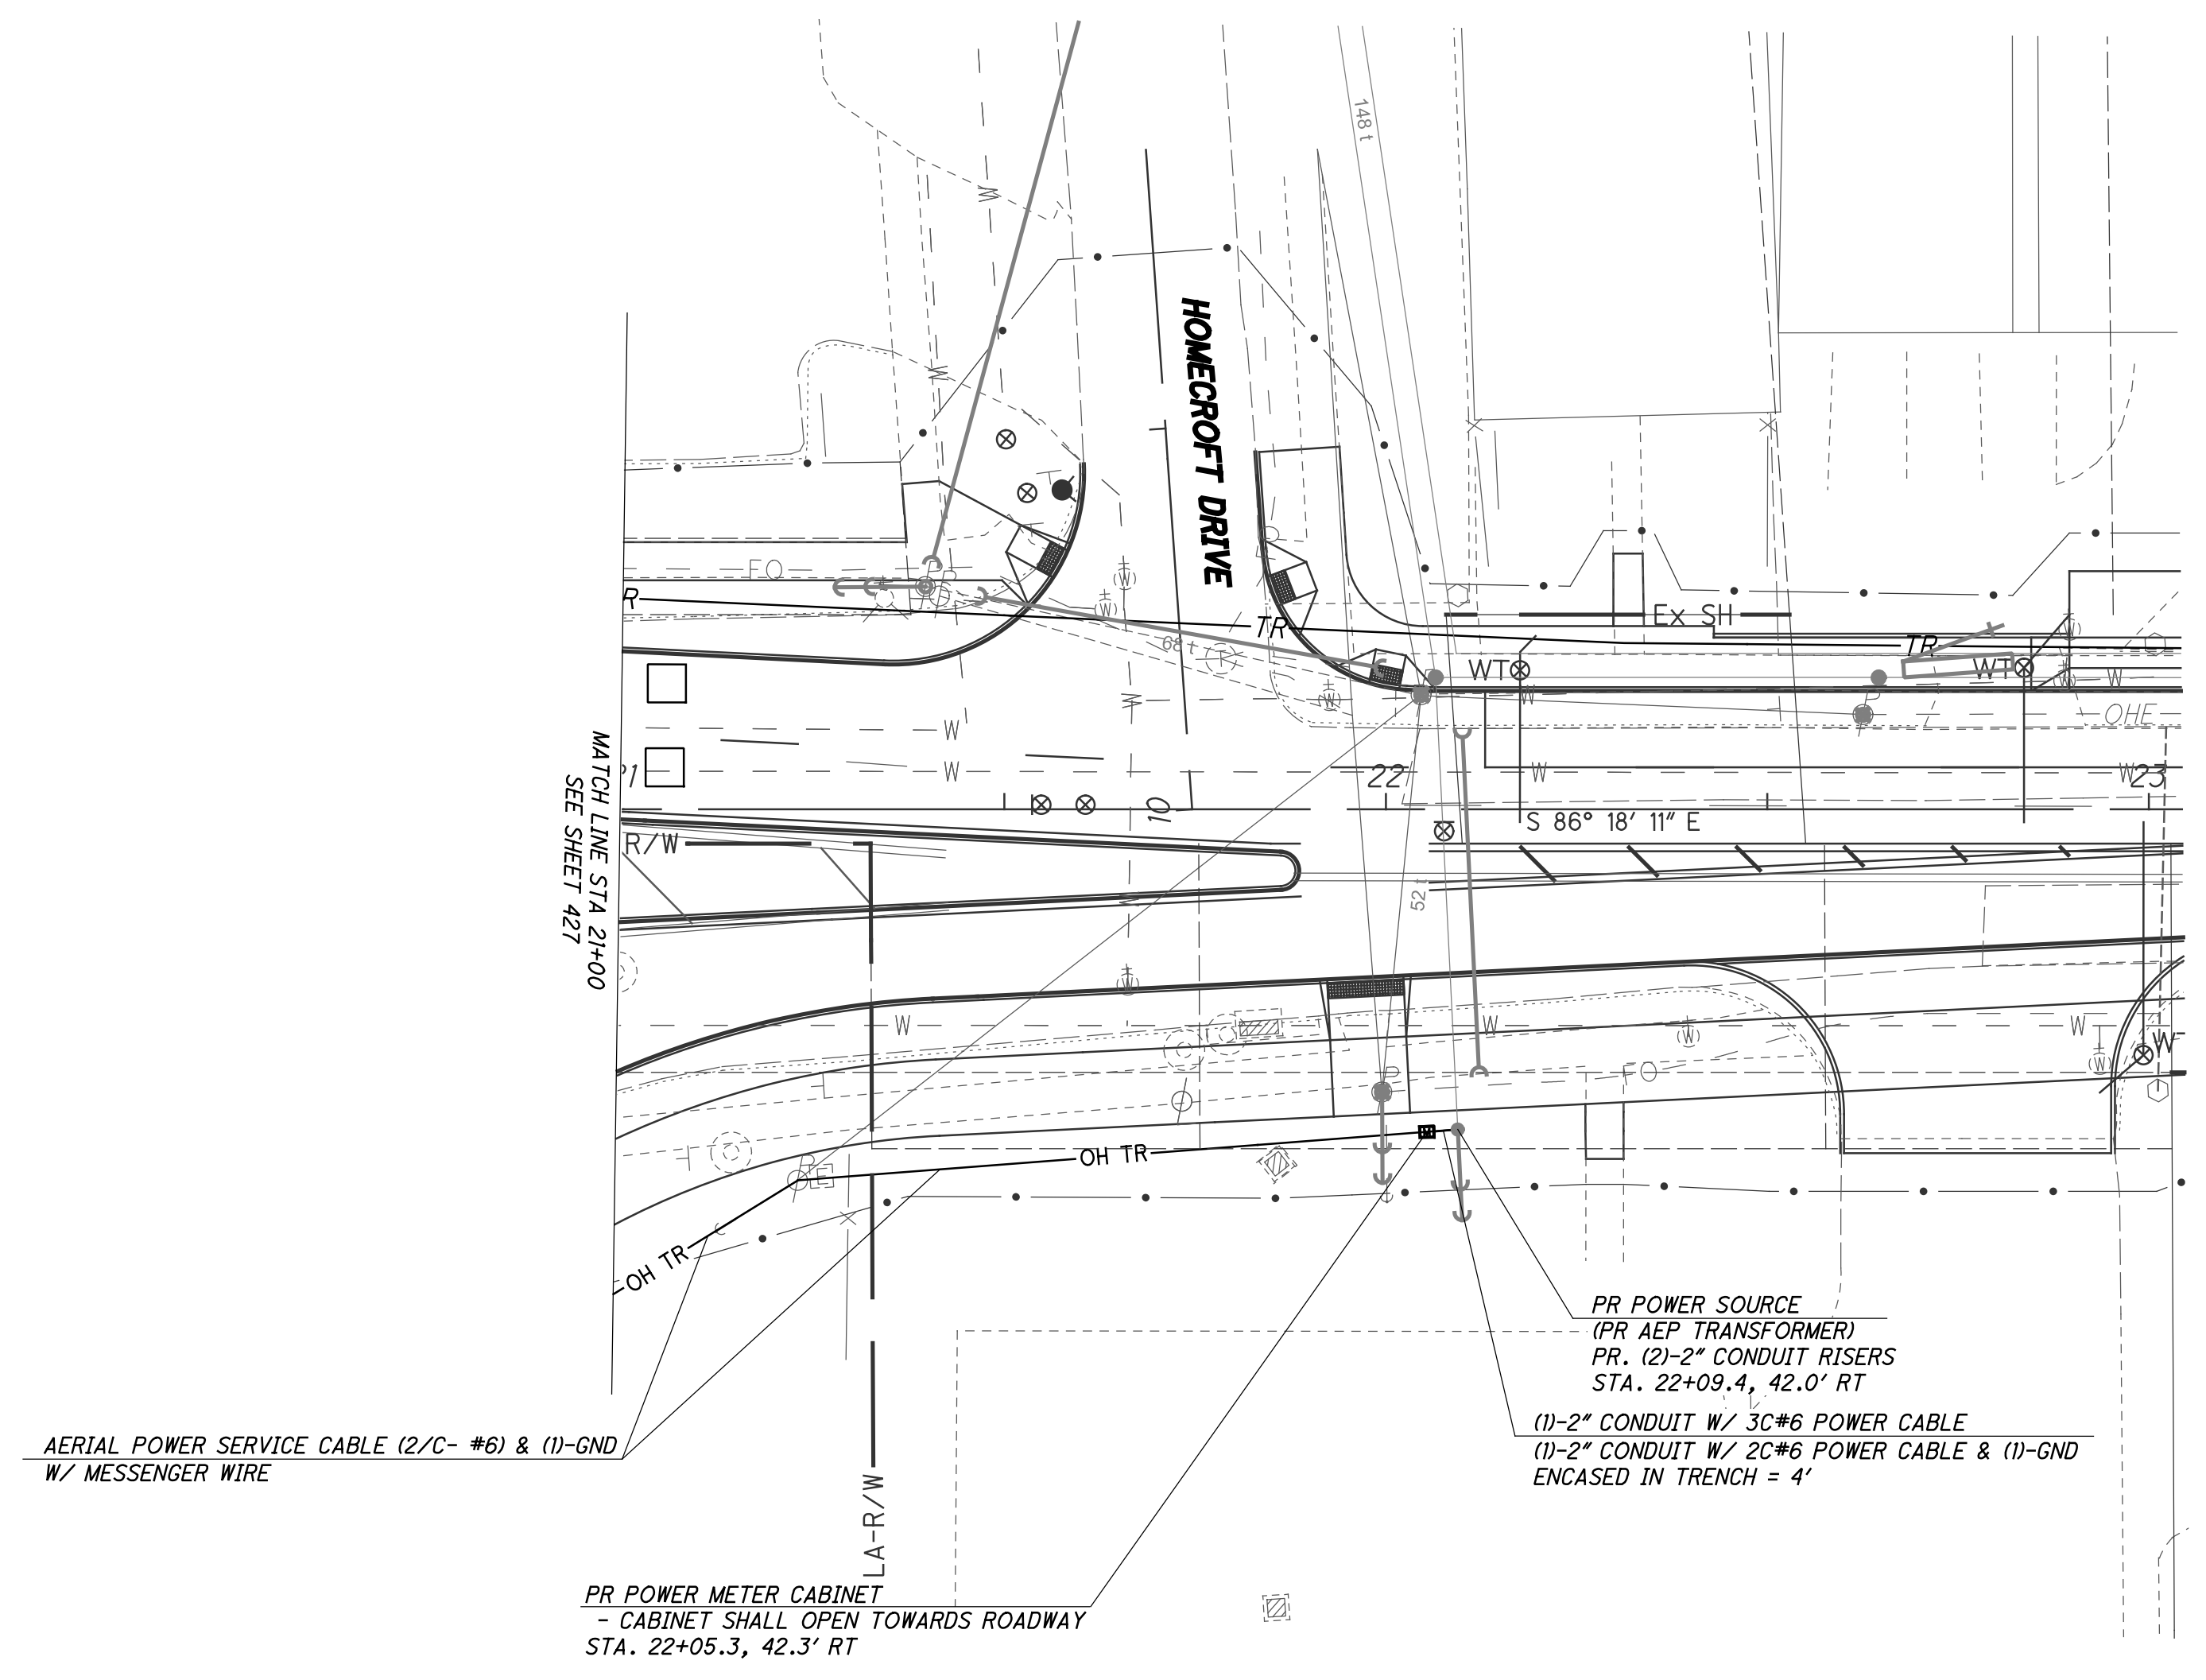 148 t
W
HOMECROFT DRIVE
W
T
FO
P
W
W
R
TR
Ex SH
TR
68 t
T
W
WT
WT
W
W
W
W
W
OHE
W
21
W
22
W
W
23
10
S 86° 18' 11" E
R/W
MATCH LINE STA 21+00
SEE SHEET 427
52 t
W
W
W
W
W
W
W
T
FO
T
P
E
OH TR
OH TR
PR POWER SOURCE
(PR AEP TRANSFORMER)
PR. (2)-2" CONDUIT RISERS
STA. 22+09.4, 42.0' RT
(1)-2" CONDUIT W/ 3C#6 POWER CABLE
(1)-2" CONDUIT W/ 2C#6 POWER CABLE & (1)-GND
ENCASED IN TRENCH = 4'
AERIAL POWER SERVICE CABLE (2/C- #6) & (1)-GND
W/ MESSENGER WIRE
LA-R/W
PR POWER METER CABINET
- CABINET SHALL OPEN TOWARDS ROADWAY
STA. 22+05.3, 42.3' RT